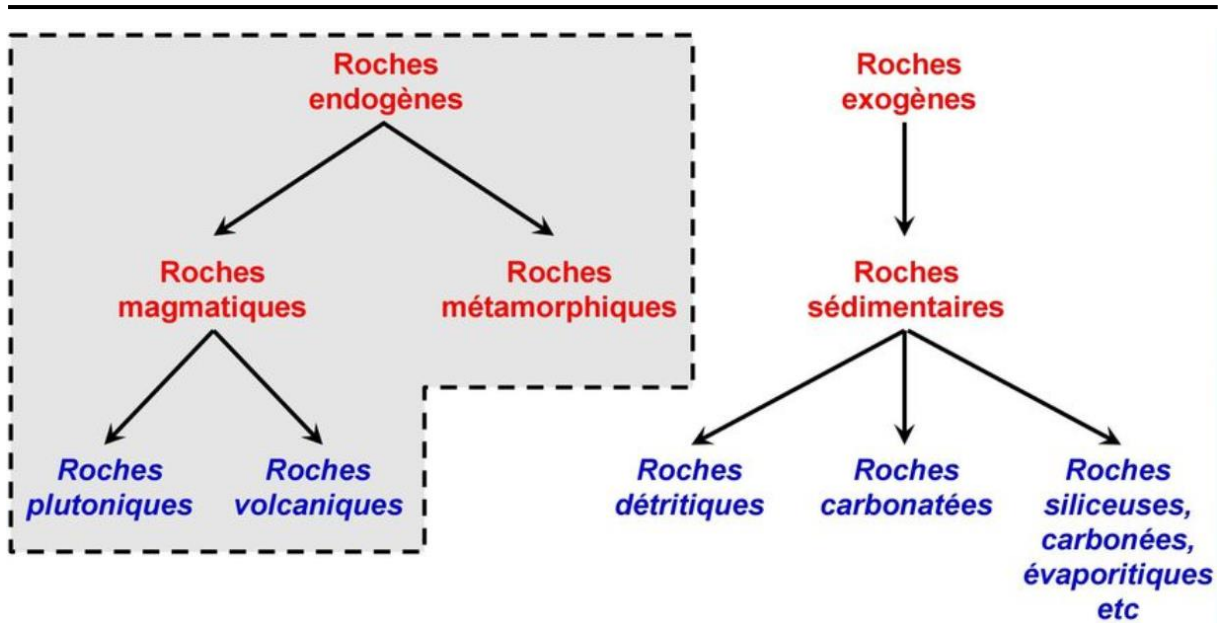 Roches
endogènes
Roches
exogènes
Roches
magmatiques
Roches
métamorphiques
Roches
sédimentaires
Roches
plutoniques
Roches
volcaniques
Roches
détritiques
Roches
carbonatées
Roches
siliceuses,
carbonées,
évaporitiques
etc